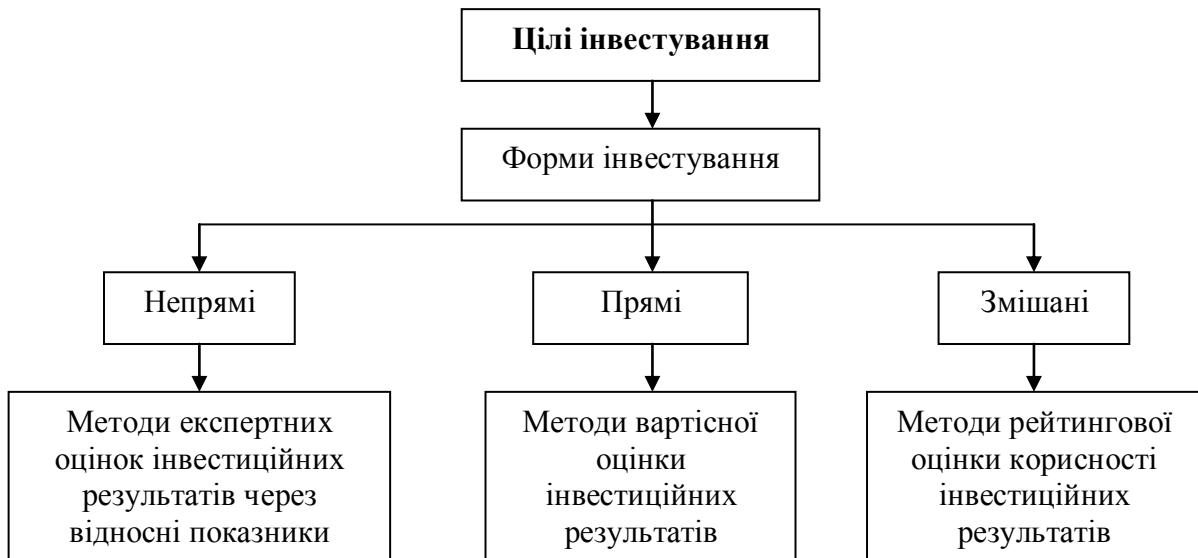 Цілі інвестування
Форми інвестування
Непрямі
Прямі
Змішані
Методи експертних
оцінок інвестиційних
результатів через
відносні показники
Методи вартісної
оцінки
інвестиційних
результатів
Методи рейтингової
оцінки корисності
інвестиційних
результатів